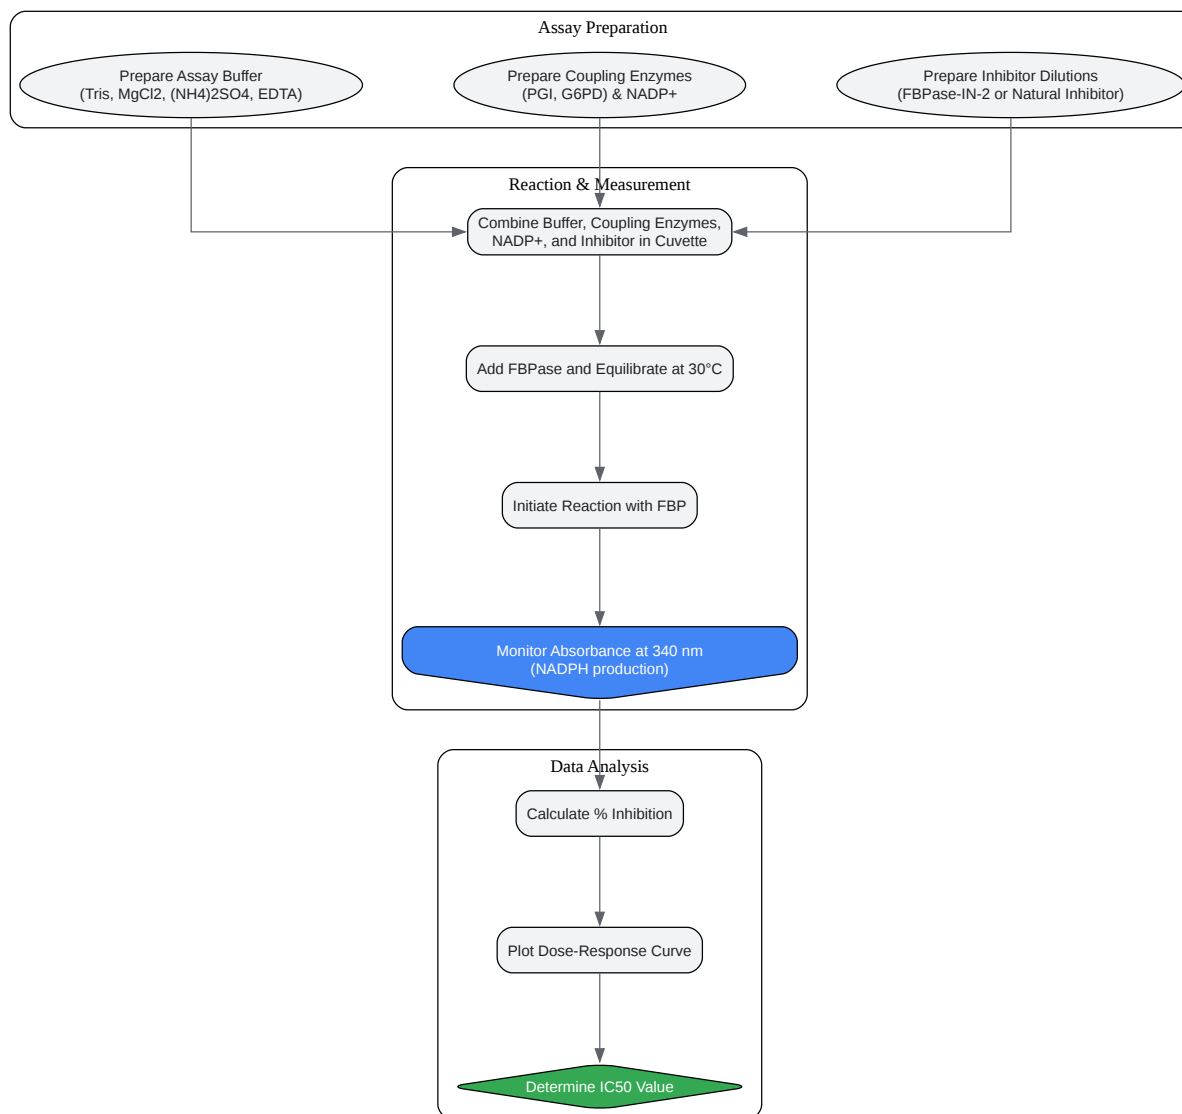 Assay Preparation
Prepare Assay Buffer
(Tris, MgCl2, (NH4)2SO4, EDTA)
Prepare Coupling Enzymes
(PGI, G6PD) & NADP+
Prepare Inhibitor Dilutions
(FBPase-IN-2 or Natural Inhibitor)
Reaction & Measurement
Combine Buffer, Coupling Enzymes,
NADP+, and Inhibitor in Cuvette
Add FBPase and Equilibrate at 30°C
Initiate Reaction with FBP
Monitor Absorbance at 340 nm
(NADPH production)
Data Analysis
Calculate % Inhibition
Plot Dose-Response Curve
Determine IC50 Value